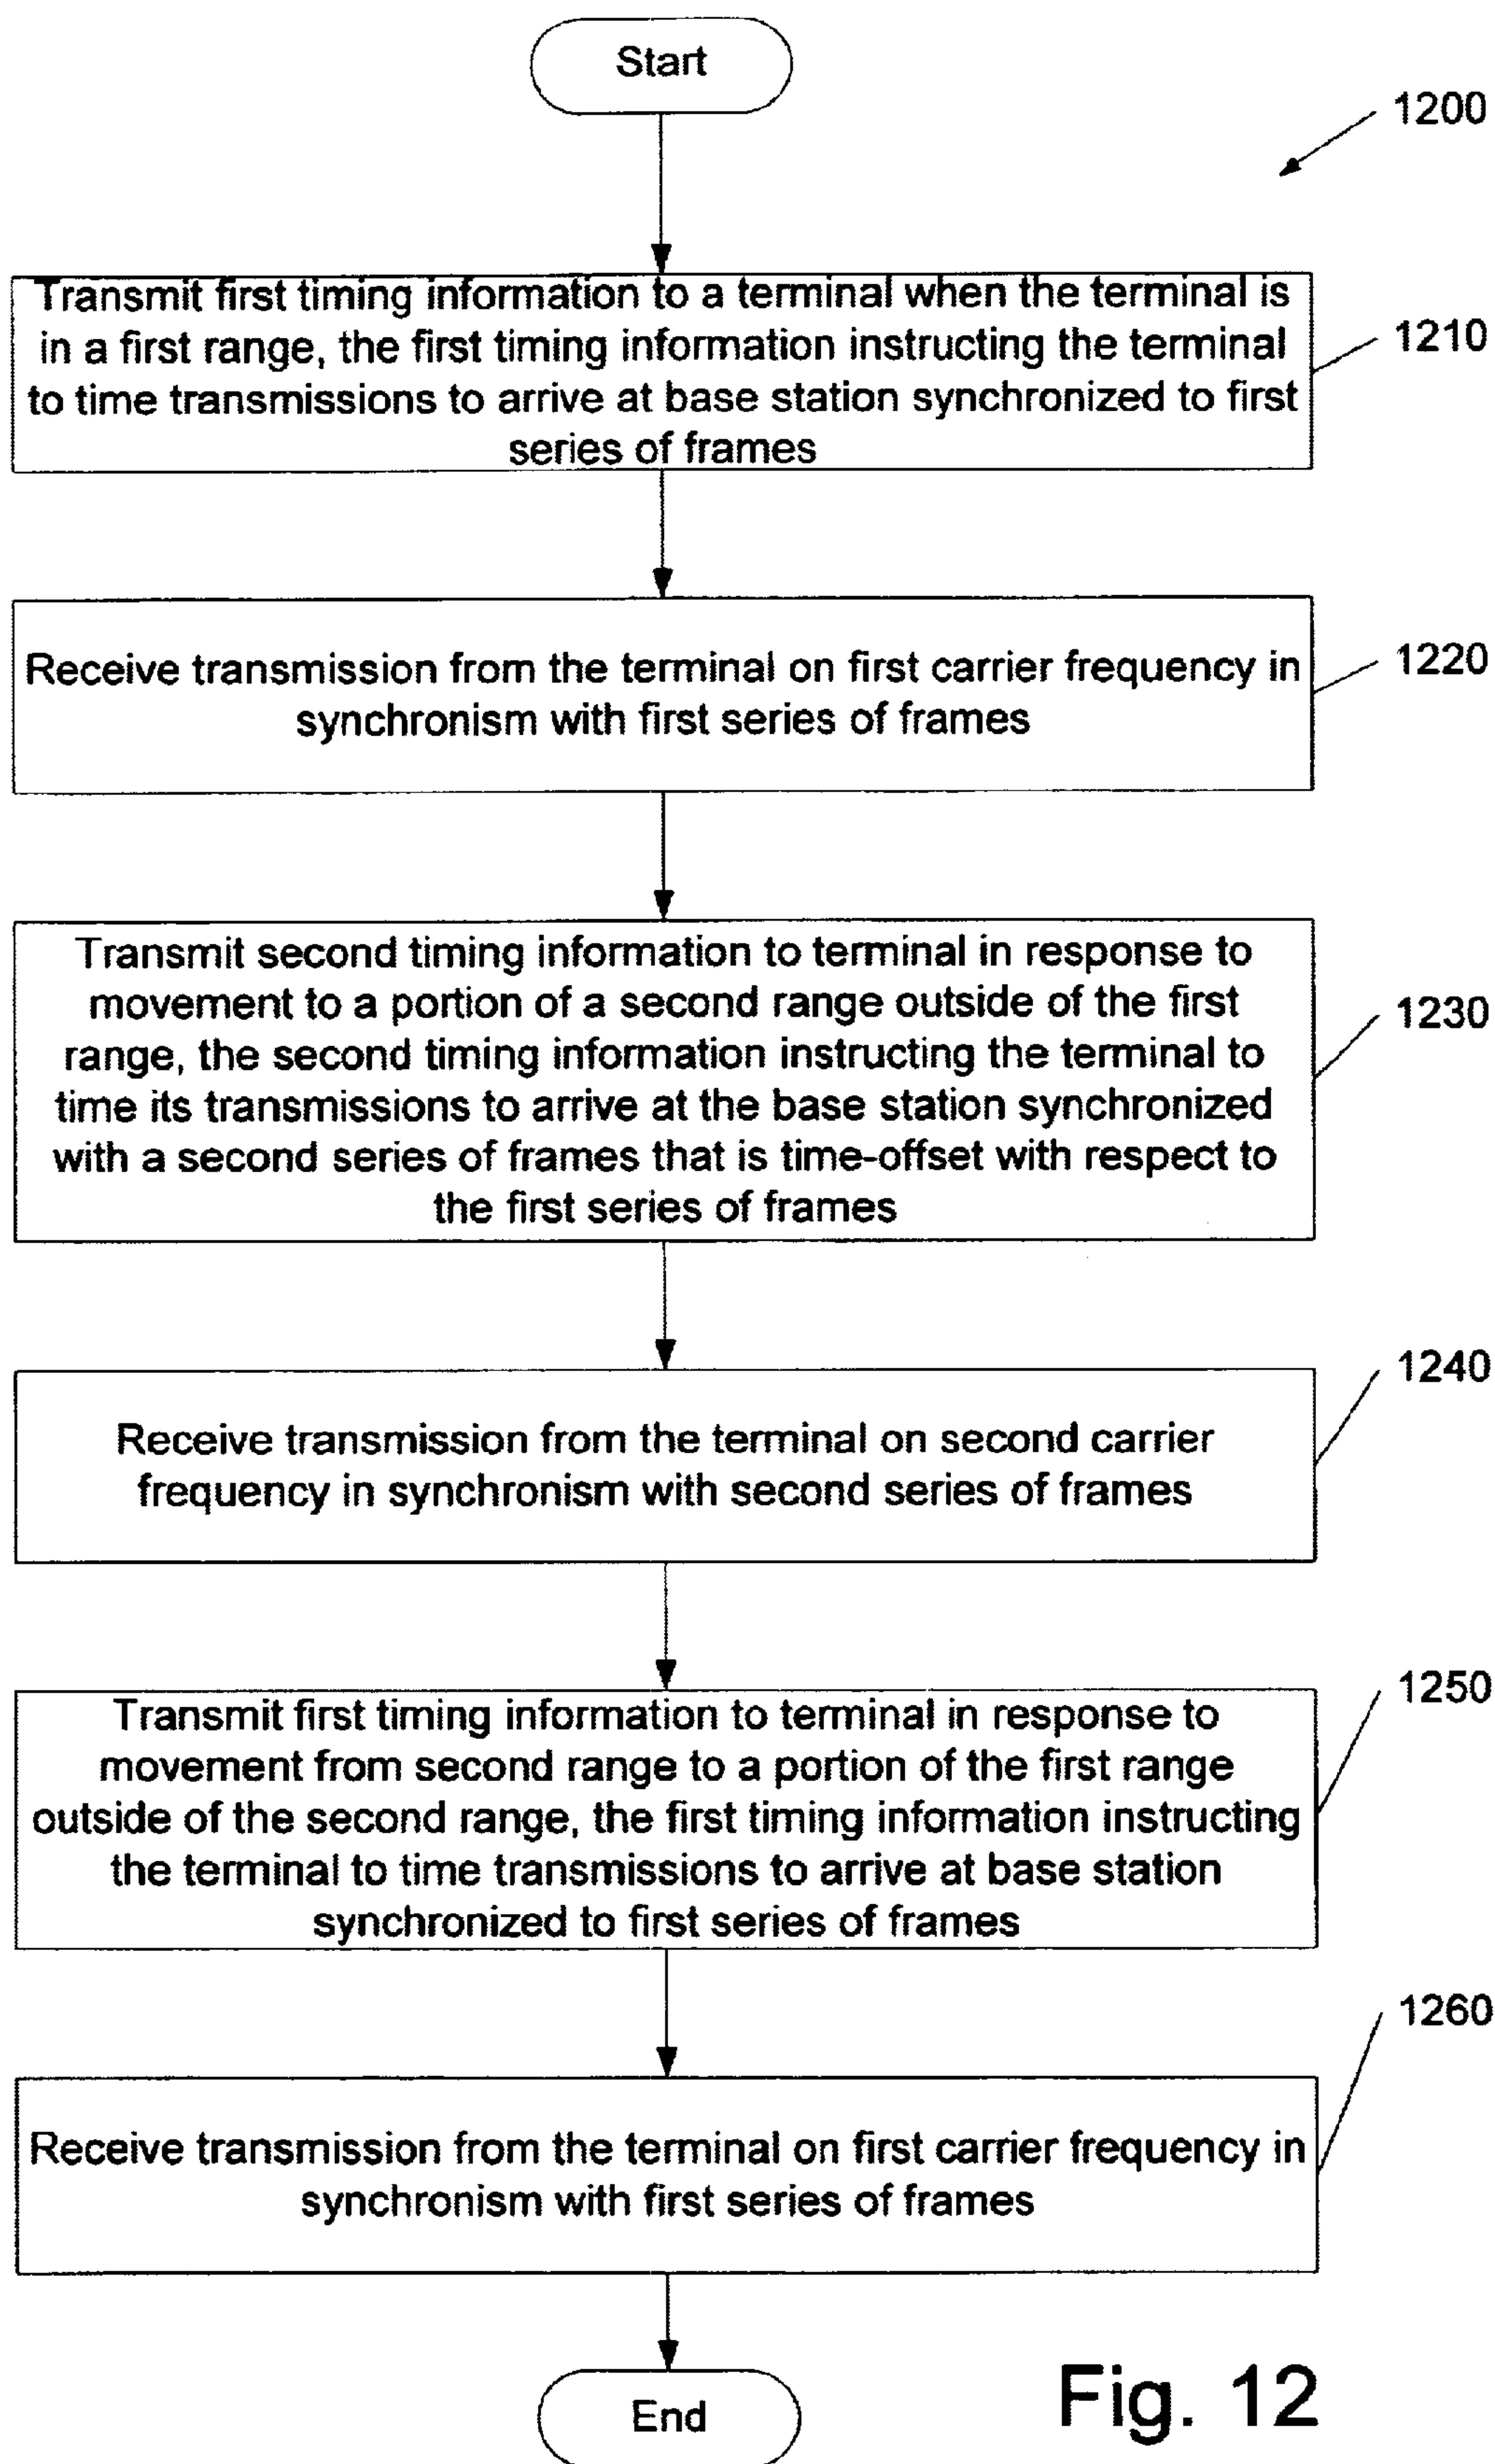 Start
1200
Transmit first timing information to a terminal when the terminal is
in a first range, the first timing information instructing the terminal
to time transmissions to arrive at base station synchronized to first
series of frames
1210
Receive transmission from the terminal on first carrier frequency in
synchronism with first series of frames
1220
Transmit second timing information to terminal in response to
movement to a portion of a second range outside of the first
range, the second timing information instructing the terminal to
time its transmissions to arrive at the base station synchronized
with a second series of frames that is time-offset with respect to
the first series of frames
1230
Receive transmission from the terminal on second carrier
frequency in synchronism with second series of frames
1240
Transmit first timing information to terminal in response to
movement from second range to a portion of the first range
outside of the second range, the first timing information instructing
the terminal to time transmissions to arrive at base station
synchronized to first series of frames
1250
Receive transmission from the terminal on first carrier frequency in
synchronism with first series of frames
1260
End
Fig. 12